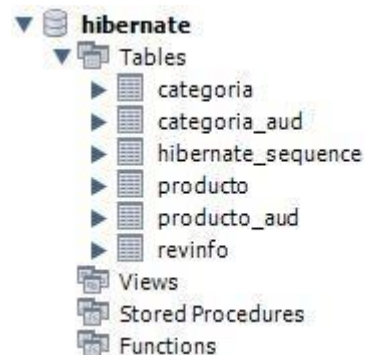 hibernate
Tables
categoria
categoria_aud
hibernate_sequence
producto
producto_aud
revinfo
Views
Stored Procedures
Functions